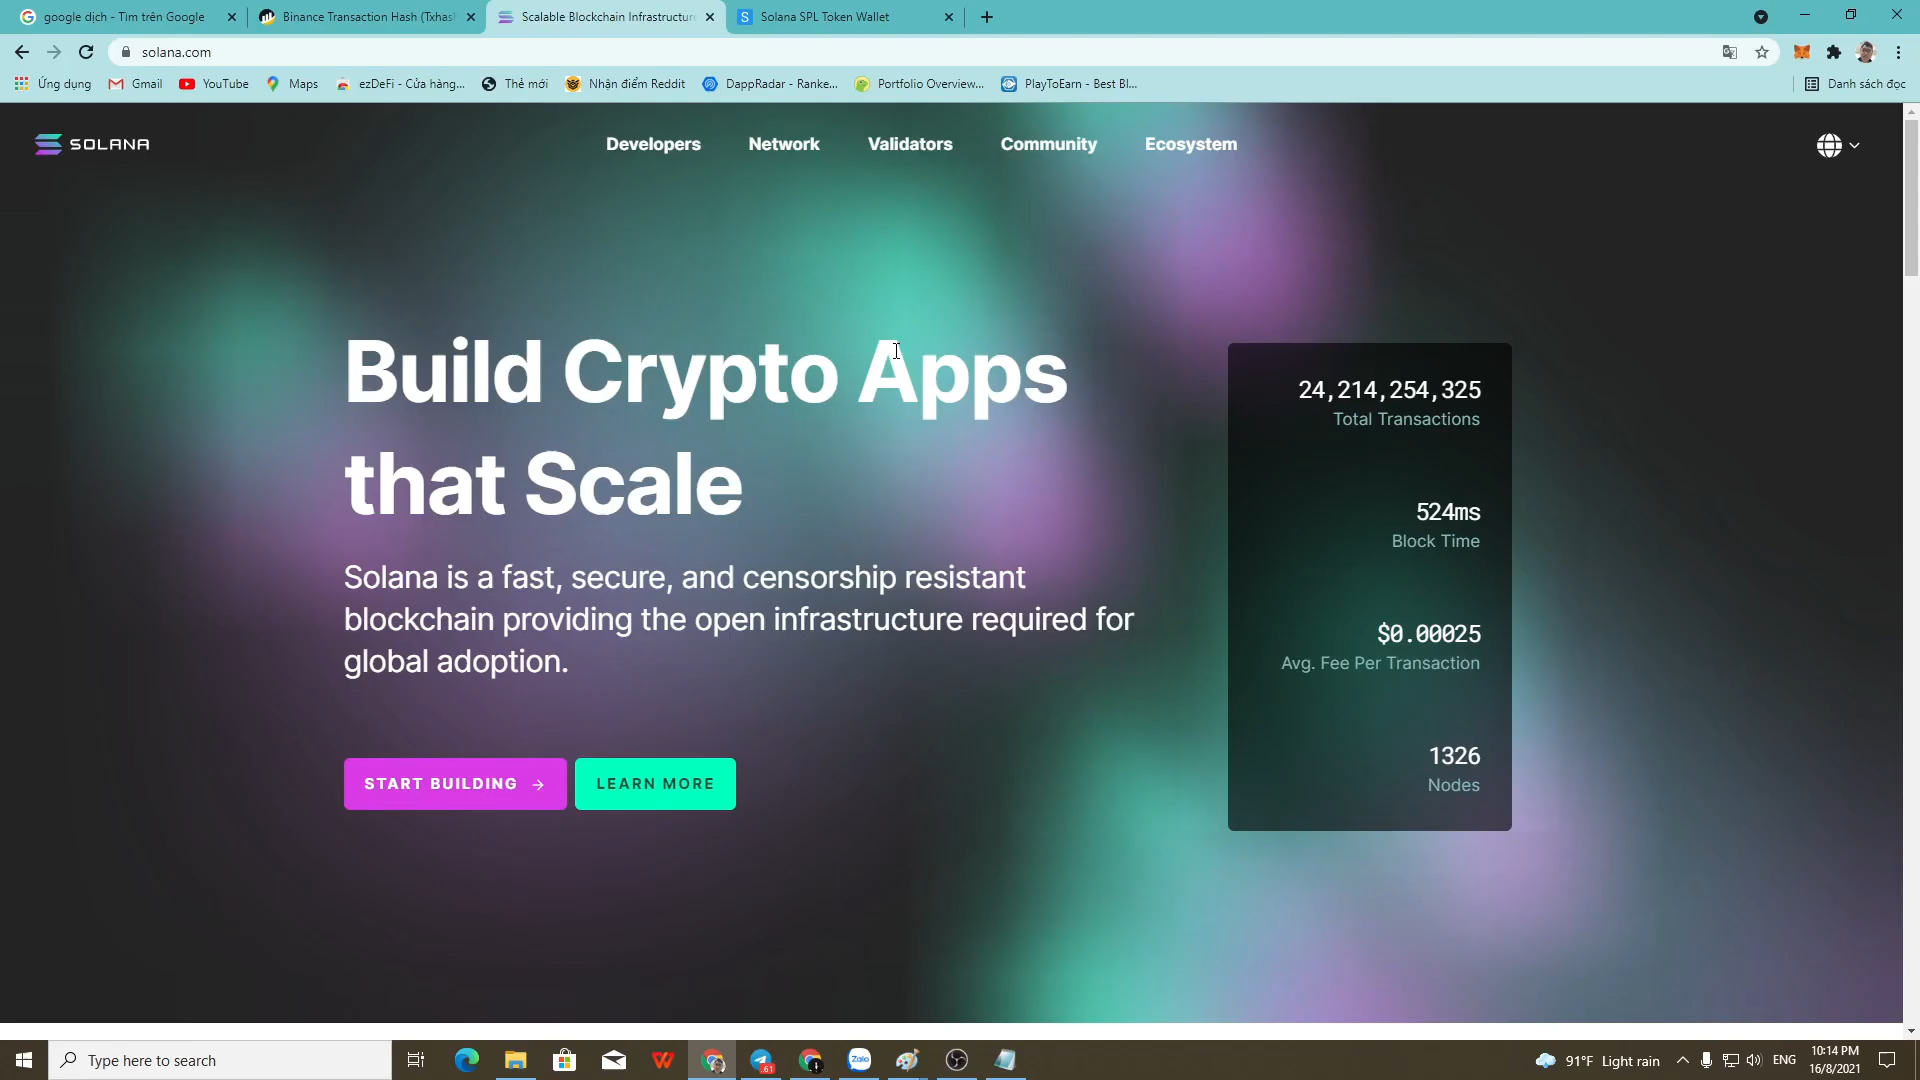 google dịch - Tìm trên Google
Binance Transaction Hash (Txhash
Scalable Blockchain Infrastructure
Solana SPL Token Wallet
solana.com
Ứng dụng
Gmail
YouTube
Maps
ezDeFi - Cửa hàng...
Thẻ mới
Nhận điểm Reddit
DappRadar - Ranke...
Portfolio Overview...
PlayToEarn - Best Bl...
Danh sách đọc
SOLANA
Developers
Network
Validators
Community
Ecosystem
Build Crypto Apps
that Scale
Solana is a fast, secure, and censorship resistant
blockchain providing the open infrastructure required for
global adoption.
START BUILDING →
LEARN MORE
24,214,254,325
Total Transactions
524ms
Block Time
$0.00025
Avg. Fee Per Transaction
1326
Nodes
Type here to search
Zalo
.61
91°F Light rain
ENG
10:14 PM
16/8/2021